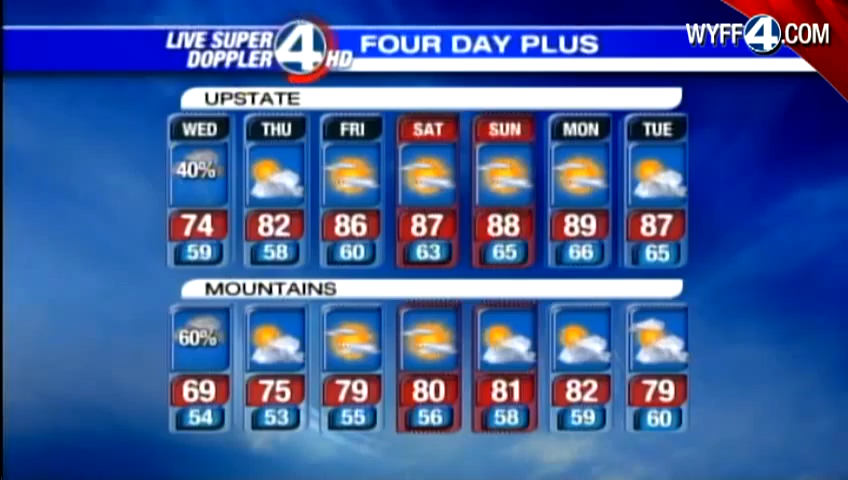 LIVE SUPER
DOPPLER 4 HD
FOUR DAY PLUS
WYFF4.COM
UPSTATE
WED THU FRI SAT SUN MON TUE
40%
74 82 86 87 88 89 87
59 58 60 63 65 66 65
MOUNTAINS
60%
69 75 79 80 81 82 79
54 53 55 56 58 59 60